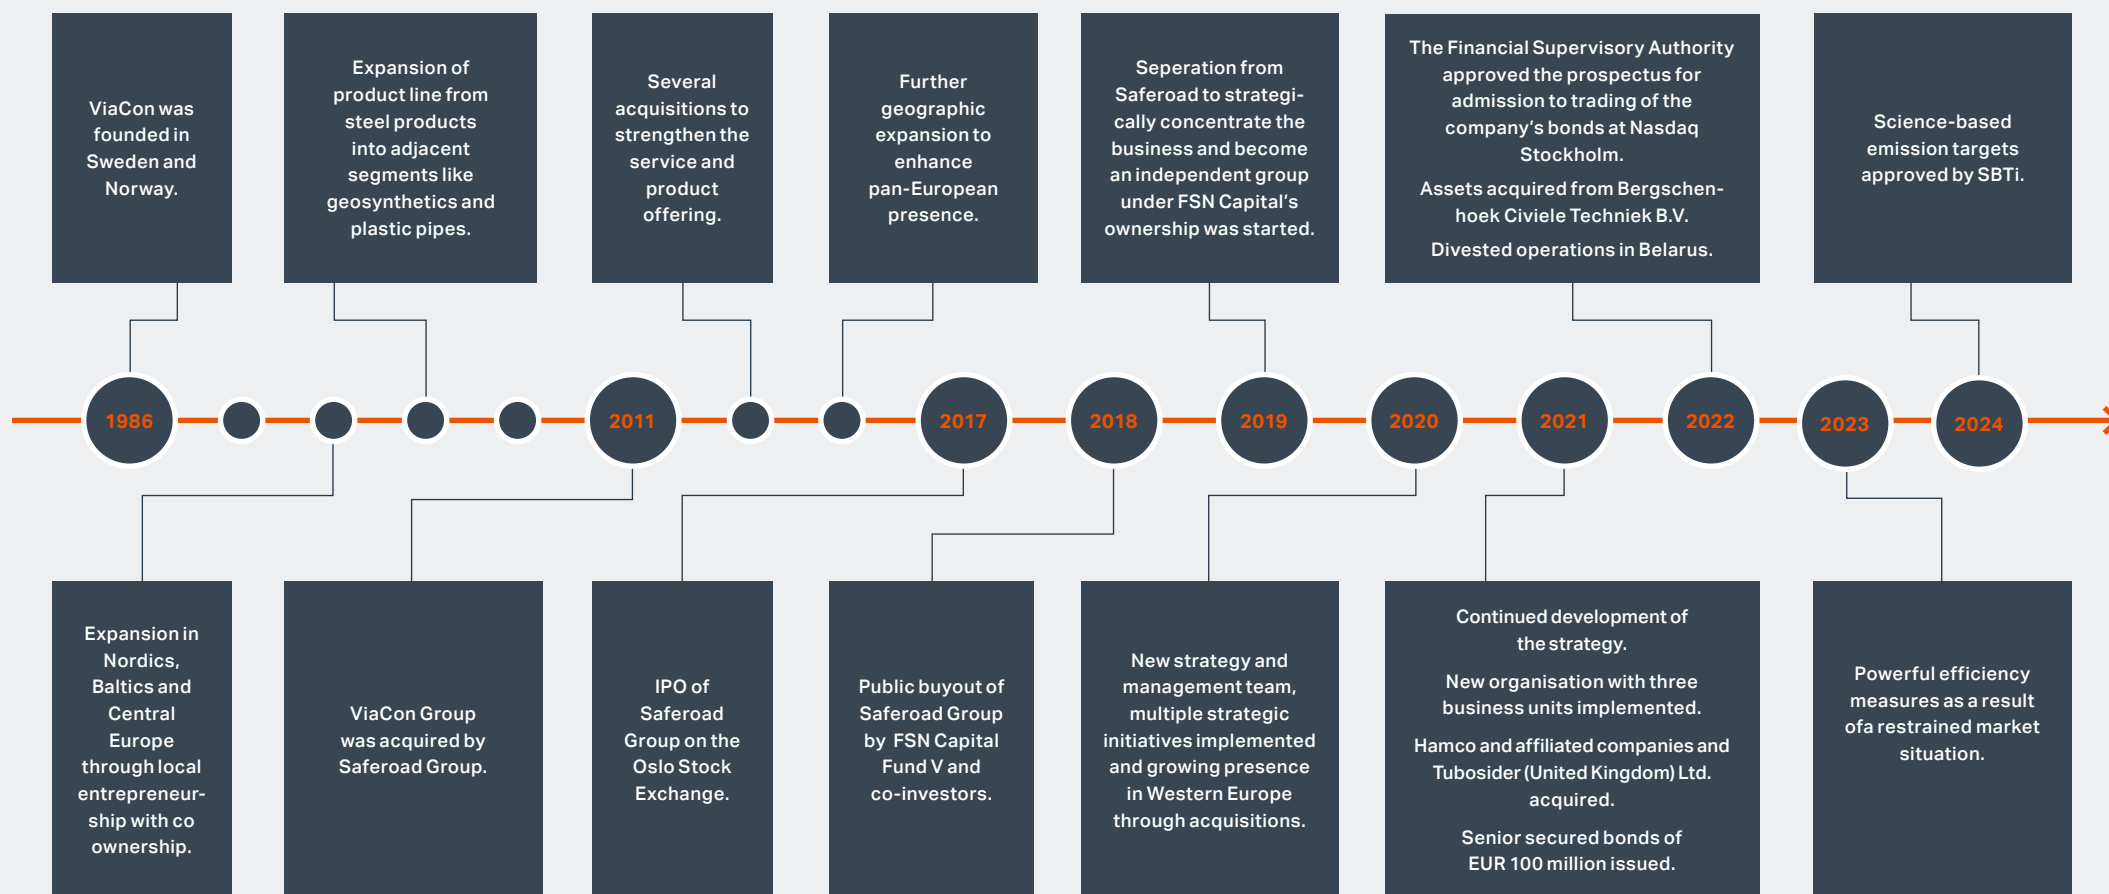 ViaCon was
founded in
Sweden and
Norway.
Expansion of
product line from
steel products
into adjacent
segments like
geosynthetics and
plastic pipes.
Several
acquisitions to
strengthen the
service and
product
offering.
Further
geographic
expansion to
enhance
pan-European
presence.
Seperation from
Saferoad to strategi-
cally concentrate the
business and become
an independent group
under FSN Capital’s
ownership was started.
The Financial Supervisory Authority
approved the prospectus for
admission to trading of the
company’s bonds at Nasdaq
Stockholm.
Assets acquired from Bergschen-
hoek Civiele Techniek B.V.
Divested operations in Belarus.
Science-based
emission targets
approved by SBTi.
1986
2011
2017
2018
2019
2020
2021
2022
2023
2024
Expansion in
Nordics,
Baltics and
Central
Europe
through local
entrepreneur-
ship with co
ownership.
ViaCon Group
was acquired by
Saferoad Group.
IPO of
Saferoad
Group on the
Oslo Stock
Exchange.
Public buyout of
Saferoad Group
by FSN Capital
Fund V and
co-investors.
New strategy and
management team,
multiple strategic
initiatives implemented
and growing presence
in Western Europe
through acquisitions.
Continued development of
the strategy.
New organisation with three
business units implemented.
Hamco and affiliated companies and
Tubosider (United Kingdom) Ltd.
acquired.
Senior secured bonds of
EUR 100 million issued.
Powerful efficiency
measures as a result
ofa restrained market
situation.